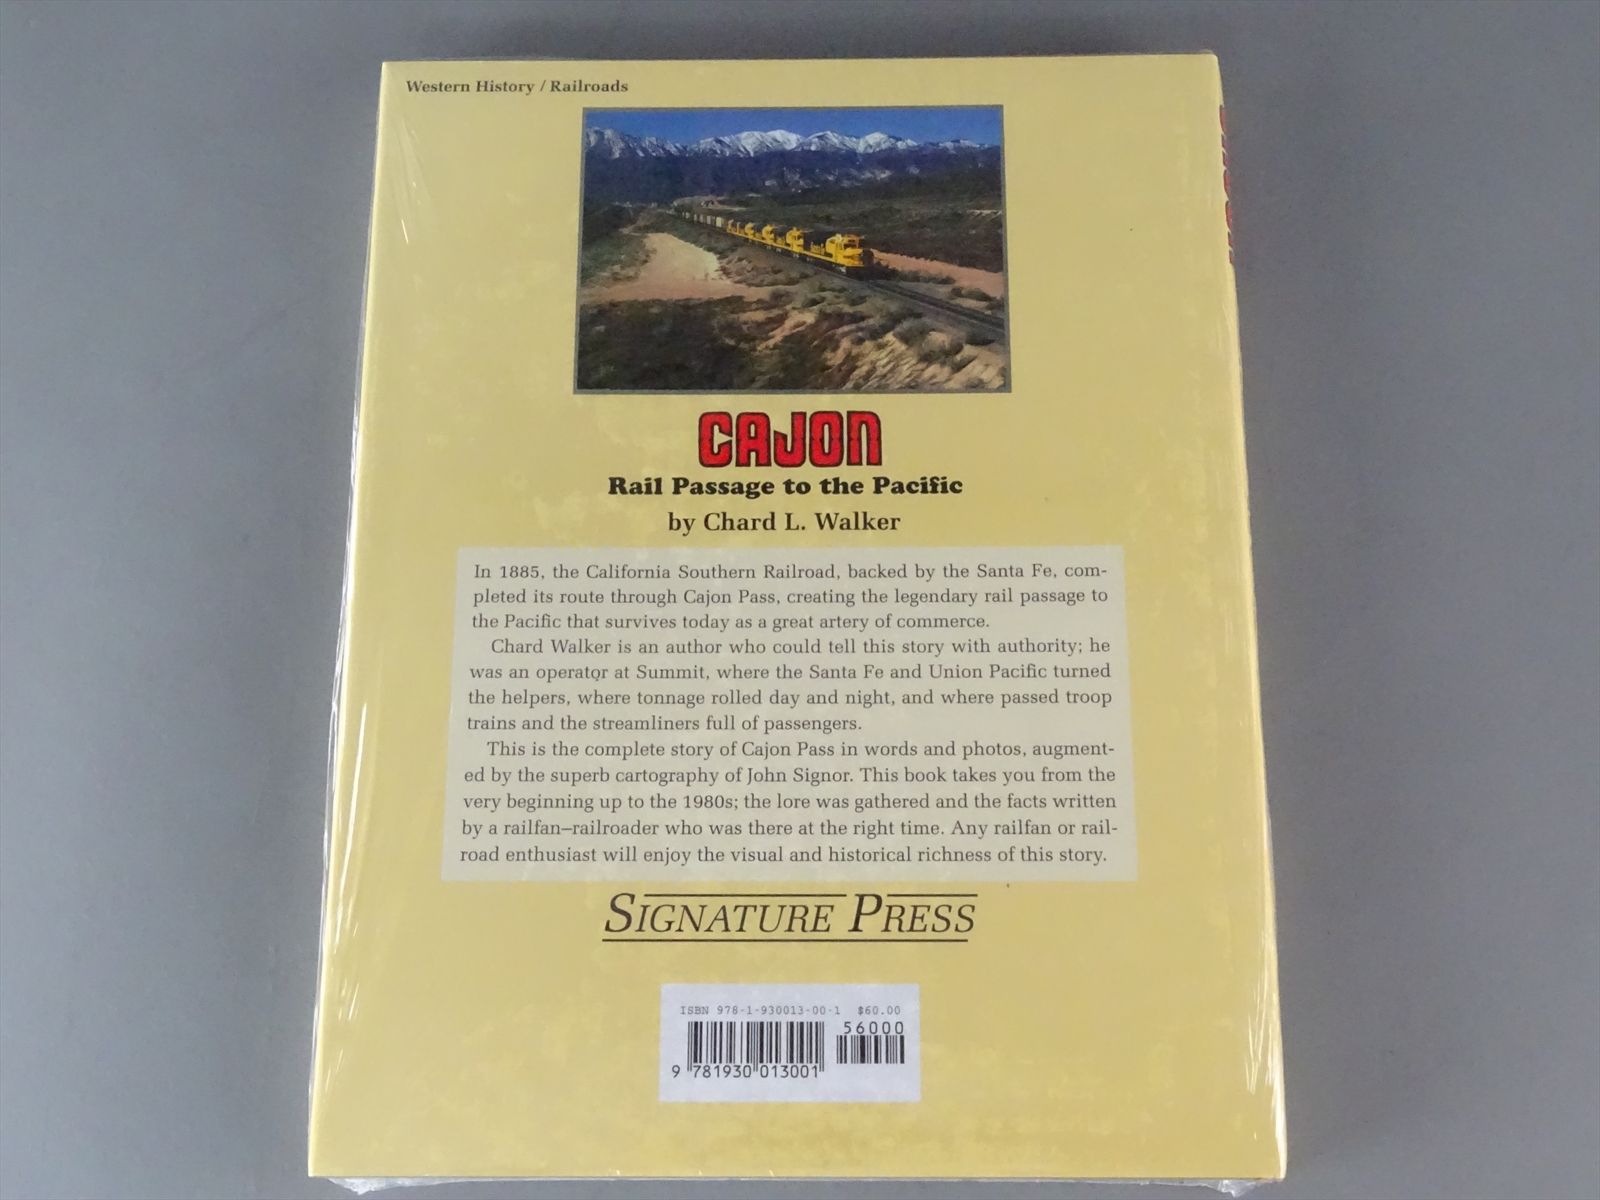 Western History / Railroads
CAJON
Rail Passage to the Pacific
by Chard L. Walker
In 1885, the California Southern Railroad, backed by the Santa Fe, com-
pleted its route through Cajon Pass, creating the legendary rail passage to
the Pacific that survives today as a great artery of commerce.
Chard Walker is an author who could tell this story with authority; he
was an operator at Summit, where the Santa Fe and Union Pacific turned
the helpers, where tonnage rolled day and night, and where passed troop
trains and the streamliners full of passengers.
This is the complete story of Cajon Pass in words and photos, augment-
ed by the superb cartography of John Signor. This book takes you from the
very beginning up to the 1980s; the lore was gathered and the facts written
by a railfan–railroader who was there at the right time. Any railfan or rail-
road enthusiast will enjoy the visual and historical richness of this story.
SIGNATURE PRESS
ISBN 978-1-930013-00-1 $60.00
56000
9 781930 013001